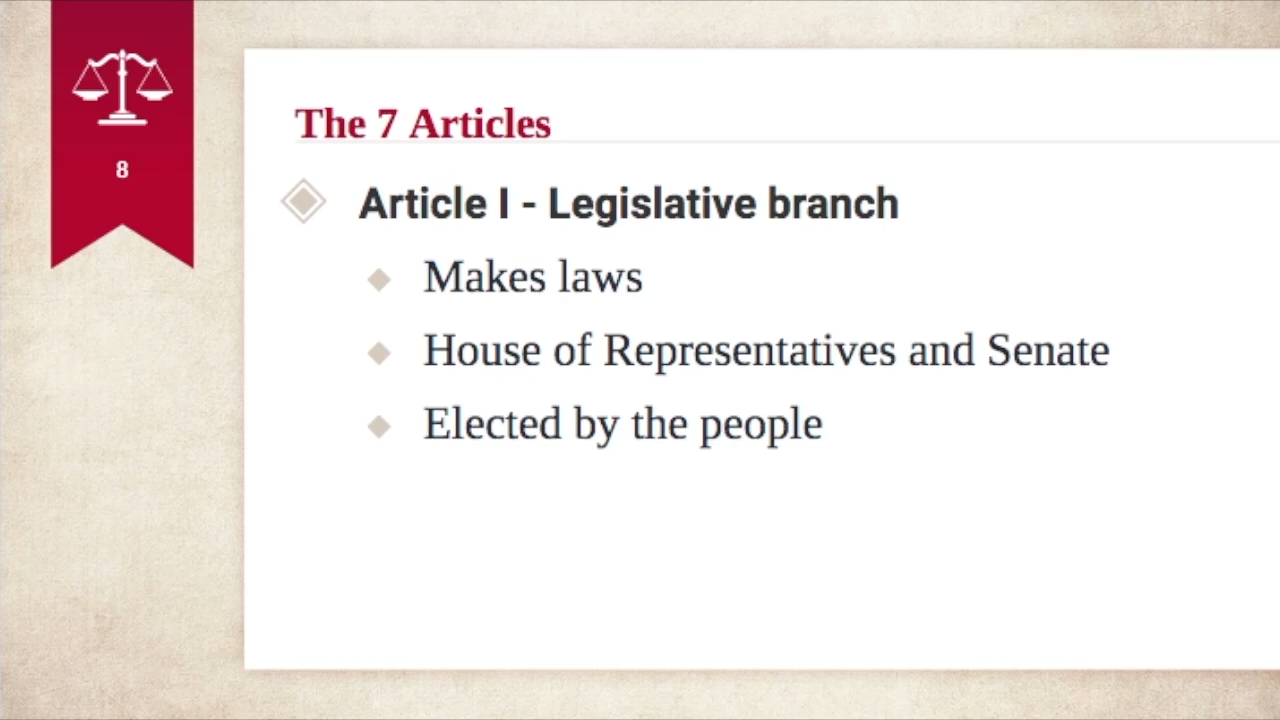 8
The 7 Articles
Article I - Legislative branch
Makes laws
House of Representatives and Senate
Elected by the people